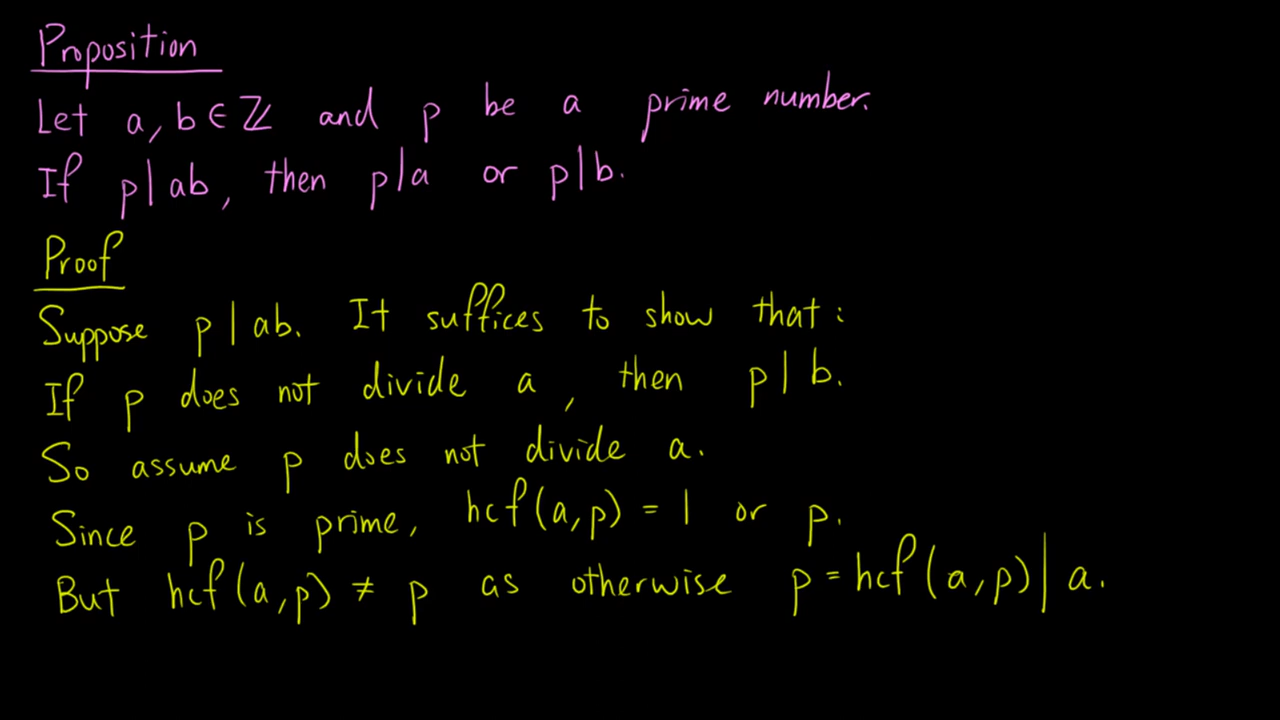 Proposition
Let a, b ∈ ℤ and p be a prime number.
If p | ab, then p | a or p | b.
Proof
Suppose p | ab. It suffices to show that :
If p does not divide a, then p | b.
So assume p does not divide a.
Since p is prime, hcf(a,p) = 1 or p.
But hcf(a,p) ≠ p as otherwise p = hcf(a,p) | a.